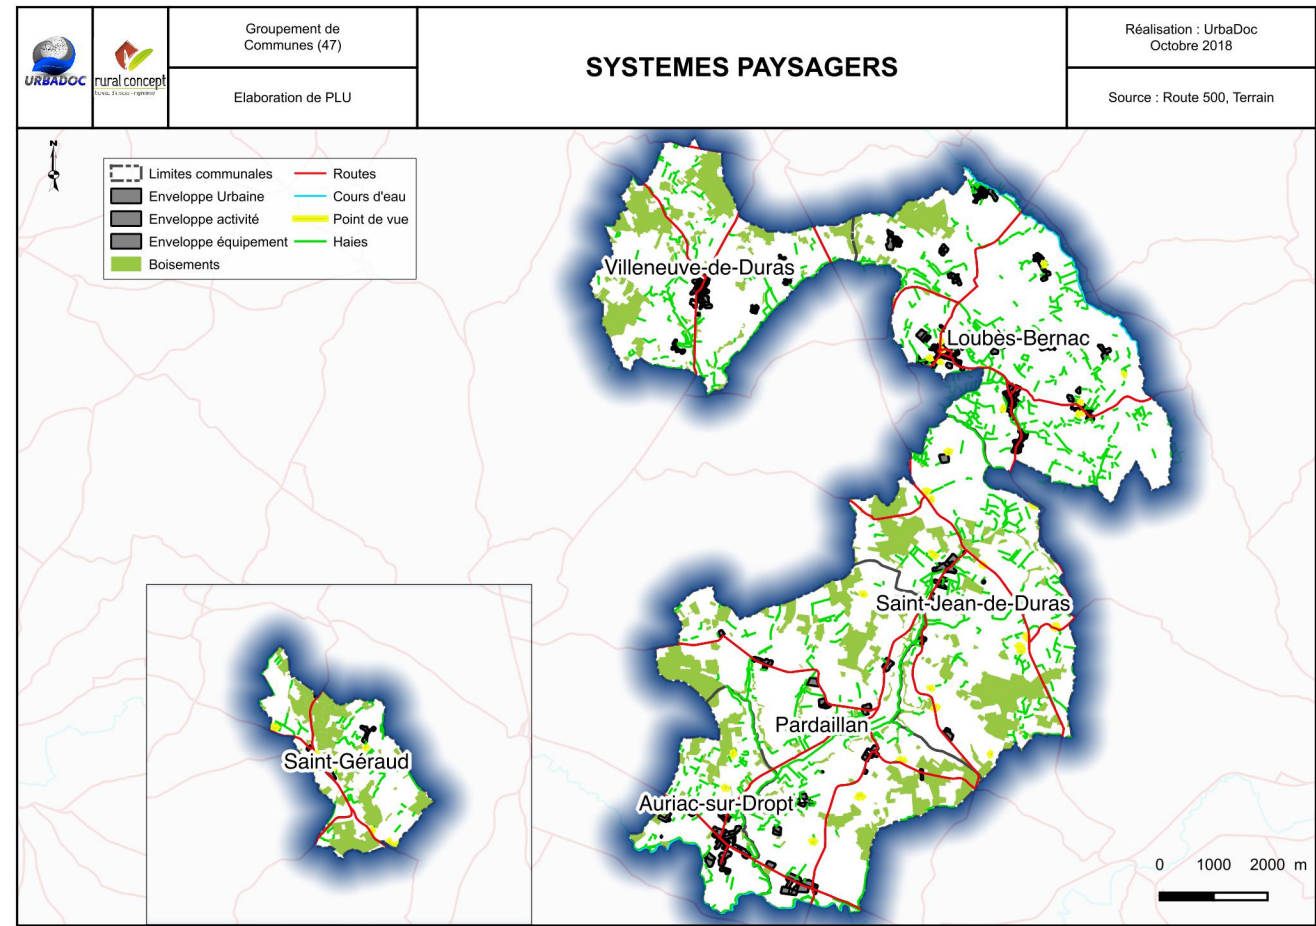 URBADOC
rural concept
Groupement de
Communes (47)
Elaboration de PLU
SYSTEMES PAYSAGERS
Réalisation : UrbaDoc
Octobre 2018
Source : Route 500, Terrain
N
Limites communales
Enveloppe Urbaine
Enveloppe activité
Enveloppe équipement
Boisements
Routes
Cours d'eau
Point de vue
Haies
Villeneuve-de-Duras
Loubès-Bernac
Saint-Jean-de-Duras
Pardaillan
Saint-Géraud
Auriac-sur-Dropt
0 1000 2000 m